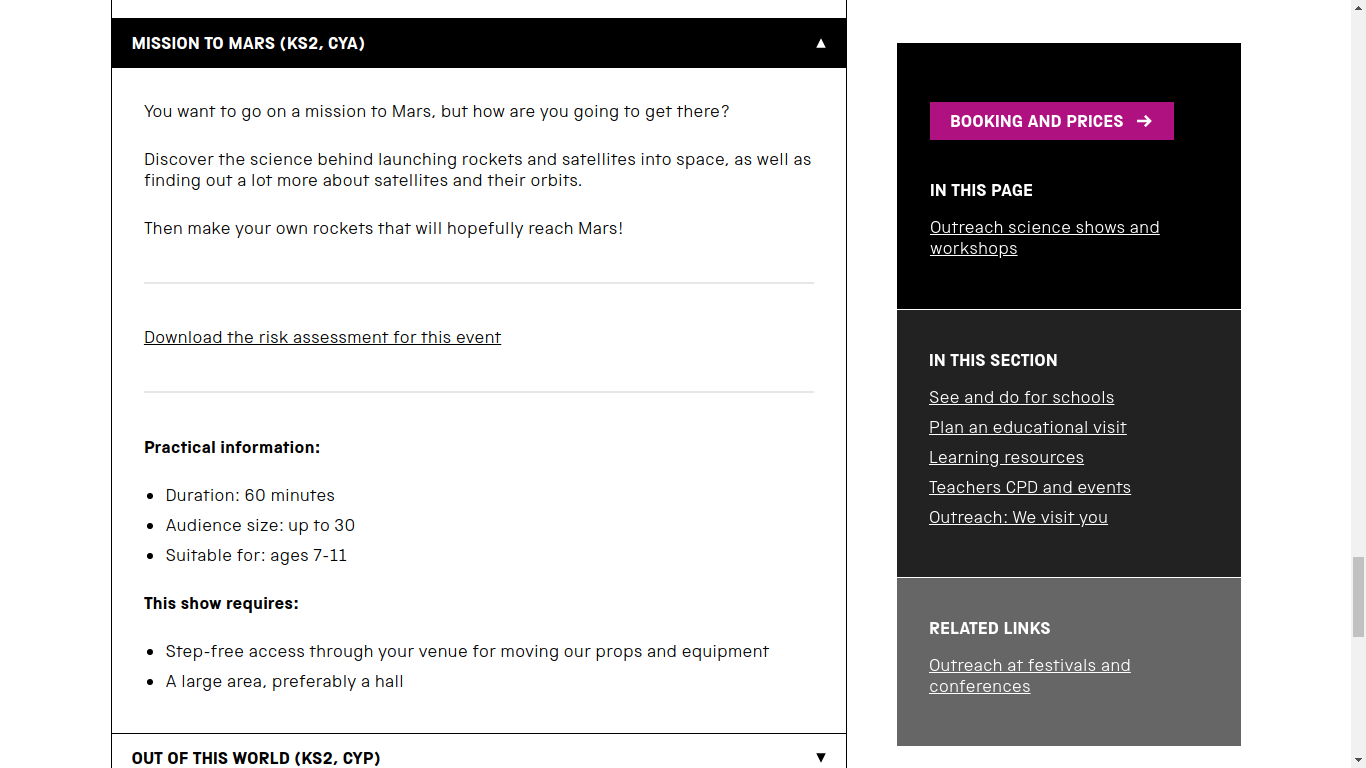 MISSION TO MARS (KS2, CYA) ▲
You want to go on a mission to Mars, but how are you going to get there?
Discover the science behind launching rockets and satellites into space, as well as
finding out a lot more about satellites and their orbits.
Then make your own rockets that will hopefully reach Mars!
Download the risk assessment for this event
Practical information:
• Duration: 60 minutes
• Audience size: up to 30
• Suitable for: ages 7-11
This show requires:
• Step-free access through your venue for moving our props and equipment
• A large area, preferably a hall
OUT OF THIS WORLD (KS2, CYP) ▼
BOOKING AND PRICES →
IN THIS PAGE
Outreach science shows and
workshops
IN THIS SECTION
See and do for schools
Plan an educational visit
Learning resources
Teachers CPD and events
Outreach: We visit you
RELATED LINKS
Outreach at festivals and
conferences